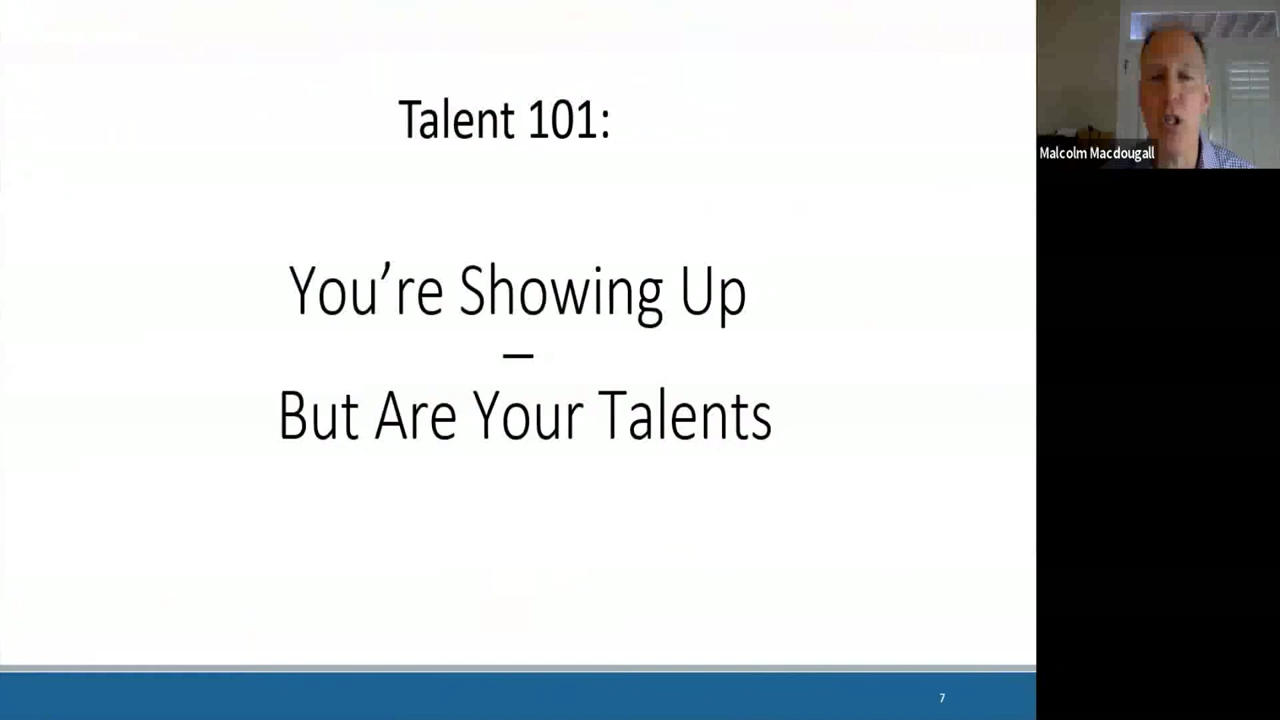 Talent 101:
You’re Showing Up
–
But Are Your Talents
7
Malcolm Macdougall